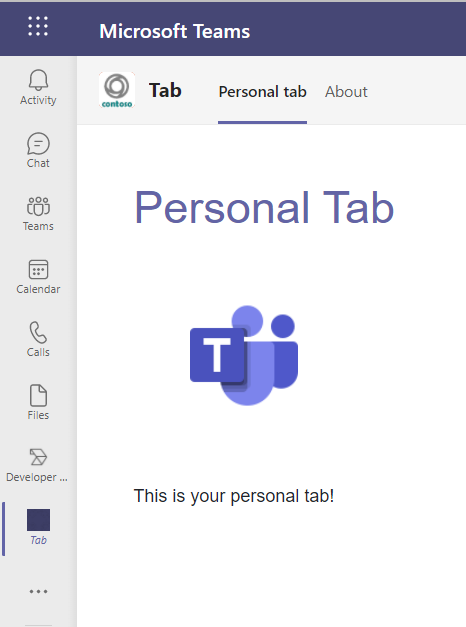 Microsoft Teams
Activity
Chat
Teams
Calendar
Calls
Files
Developer ...
Tab
...
contoso
Tab
Personal tab
About
Personal Tab
T
This is your personal tab!